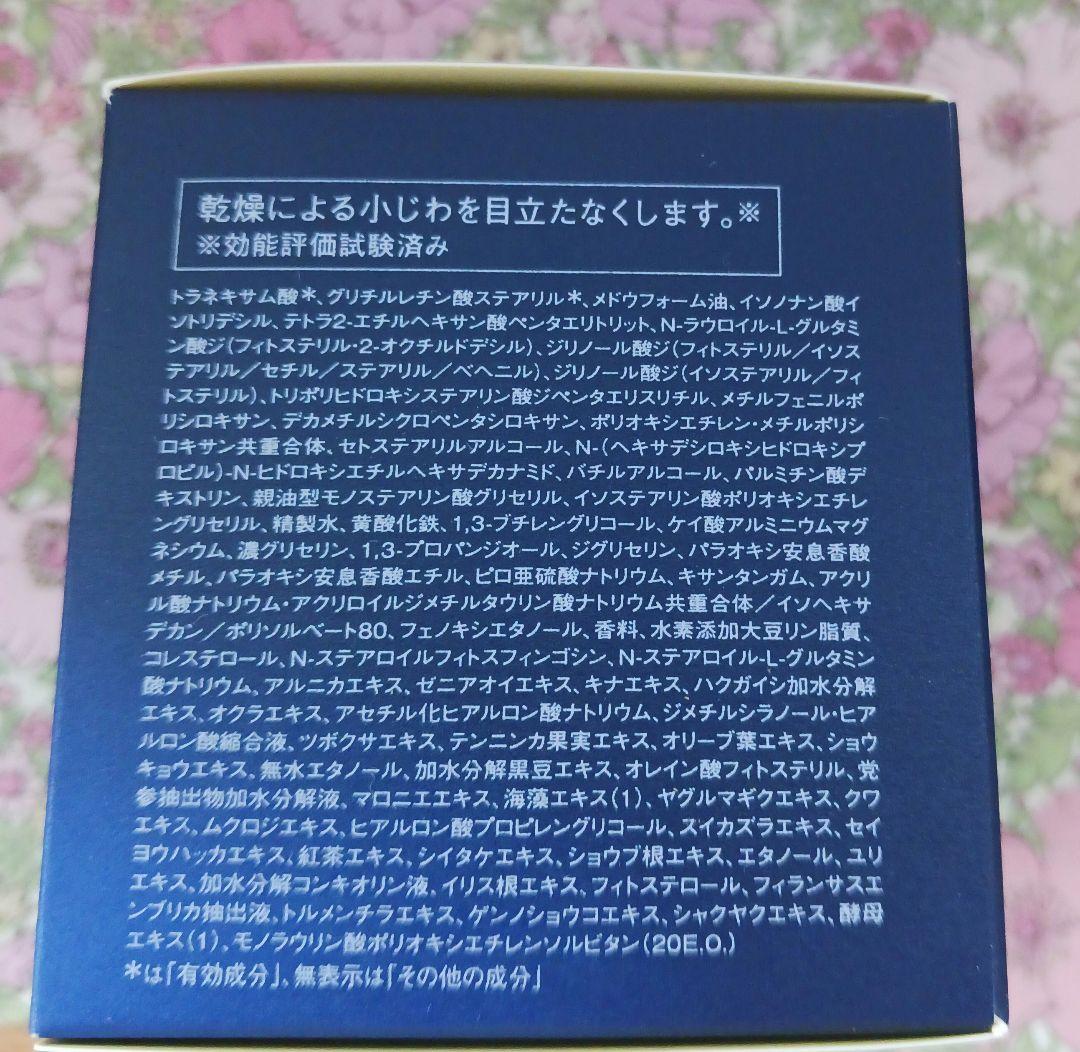 乾燥による小じわを目立たなくします。※
※効能評価試験済み
トラネキサム酸*、グリチルレチン酸ステアリル*、メドウフォーム油、イソノナン酸イ
ソトリデシル、テトラ2-エチルヘキサン酸ペンタエリトリット、N-ラウロイル-L-グルタミ
ン酸ジ(フィトステリル・2-オクチルドデシル)、ジリノール酸ジ(フィトステリル／イソス
テアリル／セチル／ステアリル／ベヘニル)、ジリノール酸ジ(イソステアリル／フィ
トステリル)、トリポリヒドロキシステアリン酸ジペンタエリスリチル、メチルフェニルポ
リシロキサン、デカメチルシクロペンタシロキサン、ポリオキシエチレン・メチルポリシ
ロキサン共重合体、セトステアリルアルコール、N-(ヘキサデシロキシヒドロキシプ
ロピル)-N-ヒドロキシエチルヘキサデカナミド、バチルアルコール、パルミチン酸デ
キストリン、親油型モノステアリン酸グリセリル、イソステアリン酸ポリオキシエチレ
ングリセリル、精製水、黄酸化鉄、1,3-ブチレングリコール、ケイ酸アルミニウムマグ
ネシウム、濃グリセリン、1,3-プロパンジオール、ジグリセリン、パラオキシ安息香酸
メチル、パラオキシ安息香酸エチル、ピロ亜硫酸ナトリウム、キサンタンガム、アクリ
ル酸ナトリウム・アクリロイルジメチルタウリン酸ナトリウム共重合体／イソヘキサ
デカン／ポリソルベート80、フェノキシエタノール、香料、水素添加大豆リン脂質、
コレステロール、N-ステアロイルフィトスフィンゴシン、N-ステアロイル-L-グルタミン
酸ナトリウム、アルニカエキス、ゼニアオイエキス、キナエキス、ハクガイシ加水分解
エキス、オクラエキス、アセチル化ヒアルロン酸ナトリウム、ジメチルシラノール・ヒア
ルロン酸縮合液、ツボクサエキス、テンニンカ果実エキス、オリーブ葉エキス、ショウ
キョウエキス、無水エタノール、加水分解黒豆エキス、オレイン酸フィトステリル、党
参抽出物加水分解液、マロニエエキス、海藻エキス(1)、ヤグルマギクエキス、クワ
エキス、ムクロジエキス、ヒアルロン酸プロピレングリコール、スイカズラエキス、セイ
ヨウハッカエキス、紅茶エキス、シイタケエキス、ショウブ根エキス、エタノール、ユリ
エキス、加水分解コンキオリン液、イリス根エキス、フィトステロール、フィランサスエ
ンブリカ抽出液、トルメンチラエキス、ゲンノショウコエキス、シャクヤクエキス、酵母
エキス(1)、モノラウリン酸ポリオキシエチレンソルビタン(20E.O.)
*は「有効成分」、無表示は「その他の成分」